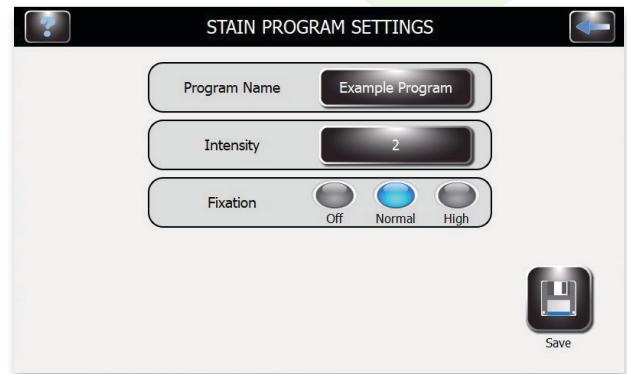 ?
STAIN PROGRAM SETTINGS
Program Name Example Program
Intensity 2
Fixation
Off Normal High
Save